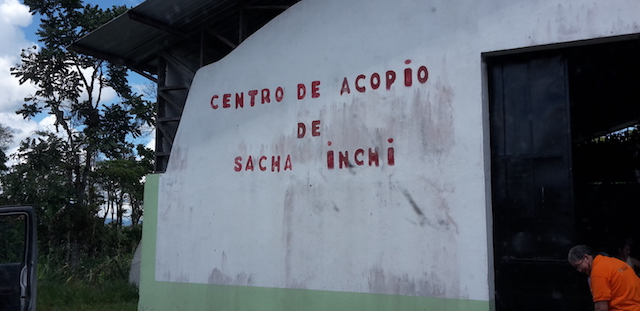 CENTRO DE ACOPiO
DE
SACHA iNCHi